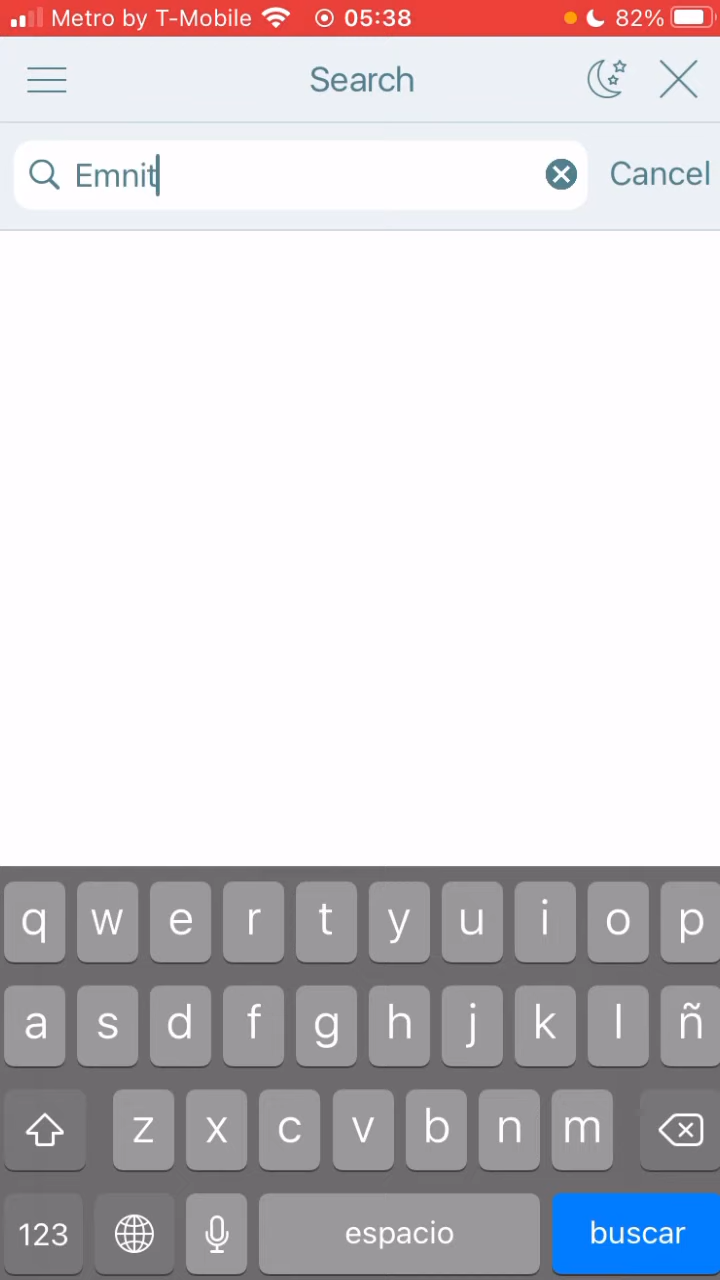 Metro by T-Mobile 05:38 82%
Search
Emnit Cancel
q w e r t y u i o p
a s d f g h j k l ñ
z x c v b n m
123 espacio buscar